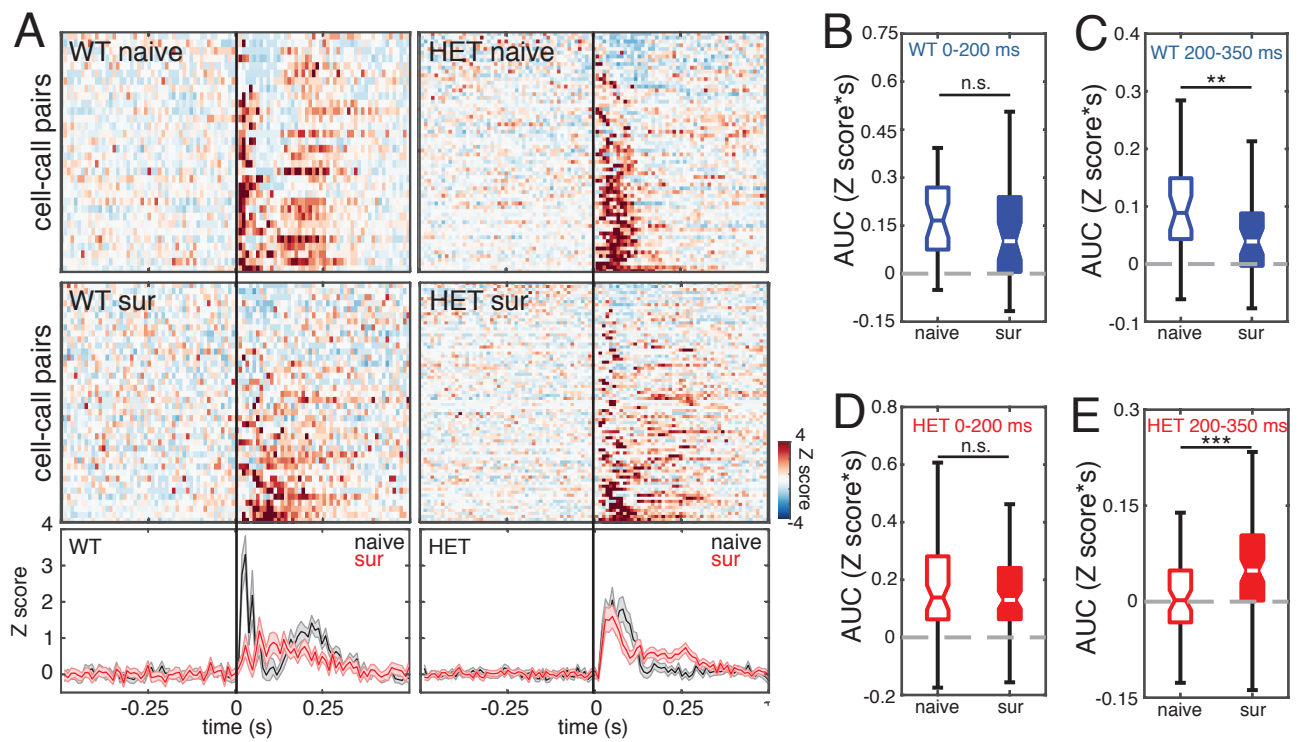 A
WT naive
HET naive
cell-call pairs
WT sur
HET sur
cell-call pairs
4
Z score
-4
4
3
2
1
0
Z score
WT
naive
sur
HET
naive
sur
-0.25
0
0.25
time (s)
-0.25
0
0.25
time (s)
B
0.75
0.6
0.45
0.3
0.15
0
-0.15
AUC (Z score*s)
WT 0-200 ms
n.s.
naive
sur
C
0.4
0.3
0.2
0.1
0
-0.1
AUC (Z score*s)
WT 200-350 ms
**
naive
sur
D
0.8
0.6
0.4
0.2
0
-0.2
AUC (Z score*s)
HET 0-200 ms
n.s.
naive
sur
E
0.3
0.15
0
-0.15
AUC (Z score*s)
HET 200-350 ms
***
naive
sur